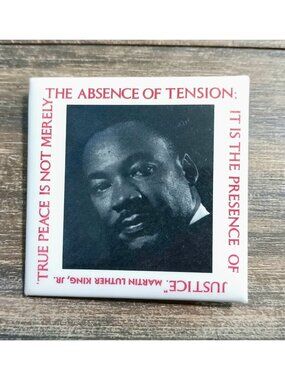 "TRUE PEACE IS NOT MERELY
THE ABSENCE OF TENSION;
IT IS THE PRESENCE OF
JUSTICE." MARTIN LUTHER KING, JR.